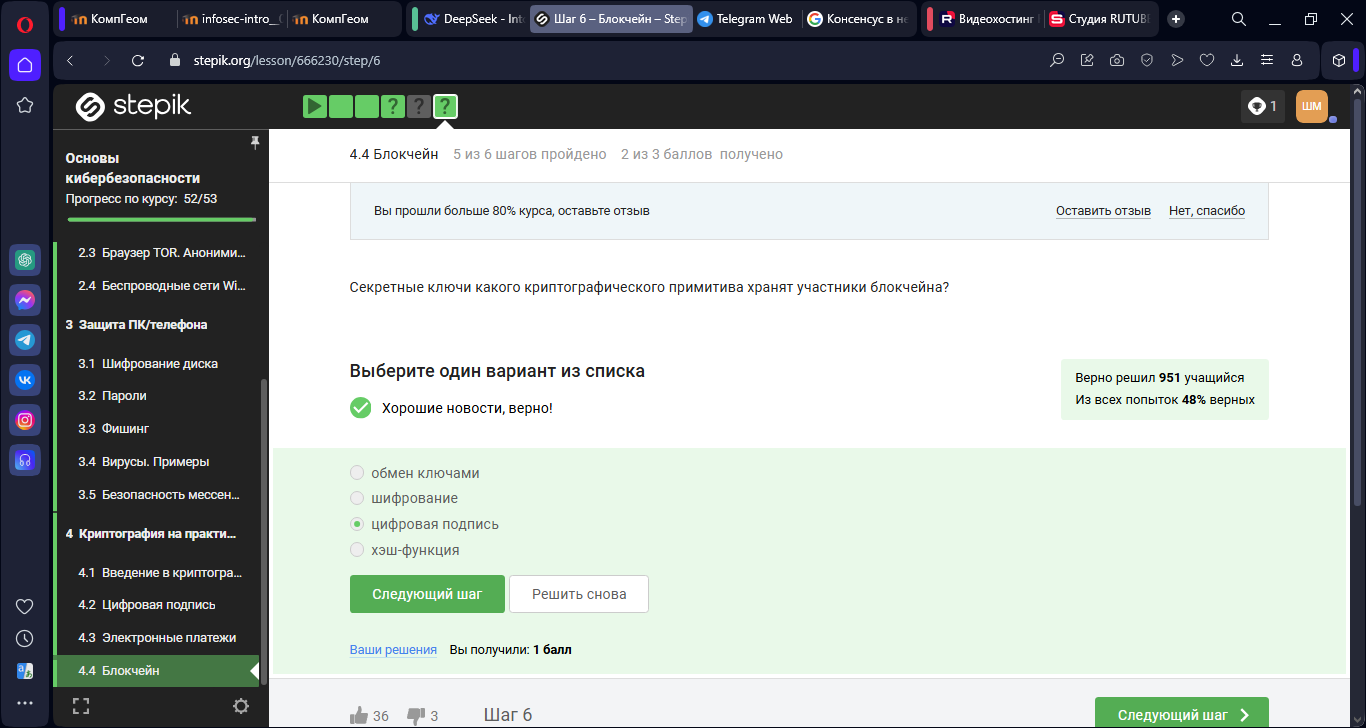 КомпГеом
infosec-intro_
КомпГеом
DeepSeek - Int
Шаг 6 – Блокчейн – Step
Telegram Web
Консенсус в не
Видеохостинг
Студия RUTUBE
stepik.org/lesson/666230/step/6
stepik
? ? ?
1
ШМ
Основы
кибербезопасности
Прогресс по курсу: 52/53
2.3 Браузер TOR. Аноними...
2.4 Беспроводные сети Wi...
3 Защита ПК/телефона
3.1 Шифрование диска
3.2 Пароли
3.3 Фишинг
3.4 Вирусы. Примеры
3.5 Безопасность мессен...
4 Криптография на практи...
4.1 Введение в криптогра...
4.2 Цифровая подпись
4.3 Электронные платежи
4.4 Блокчейн
4.4 Блокчейн 5 из 6 шагов пройдено 2 из 3 баллов получено
Вы прошли больше 80% курса, оставьте отзыв
Оставить отзыв
Нет, спасибо
Секретные ключи какого криптографического примитива хранят участники блокчейна?
Выберите один вариант из списка
Хорошие новости, верно!
Верно решил 951 учащийся
Из всех попыток 48% верных
обмен ключами
шифрование
цифровая подпись
хэш-функция
Следующий шаг
Решить снова
Ваши решения Вы получили: 1 балл
36
3
Шаг 6
Следующий шаг